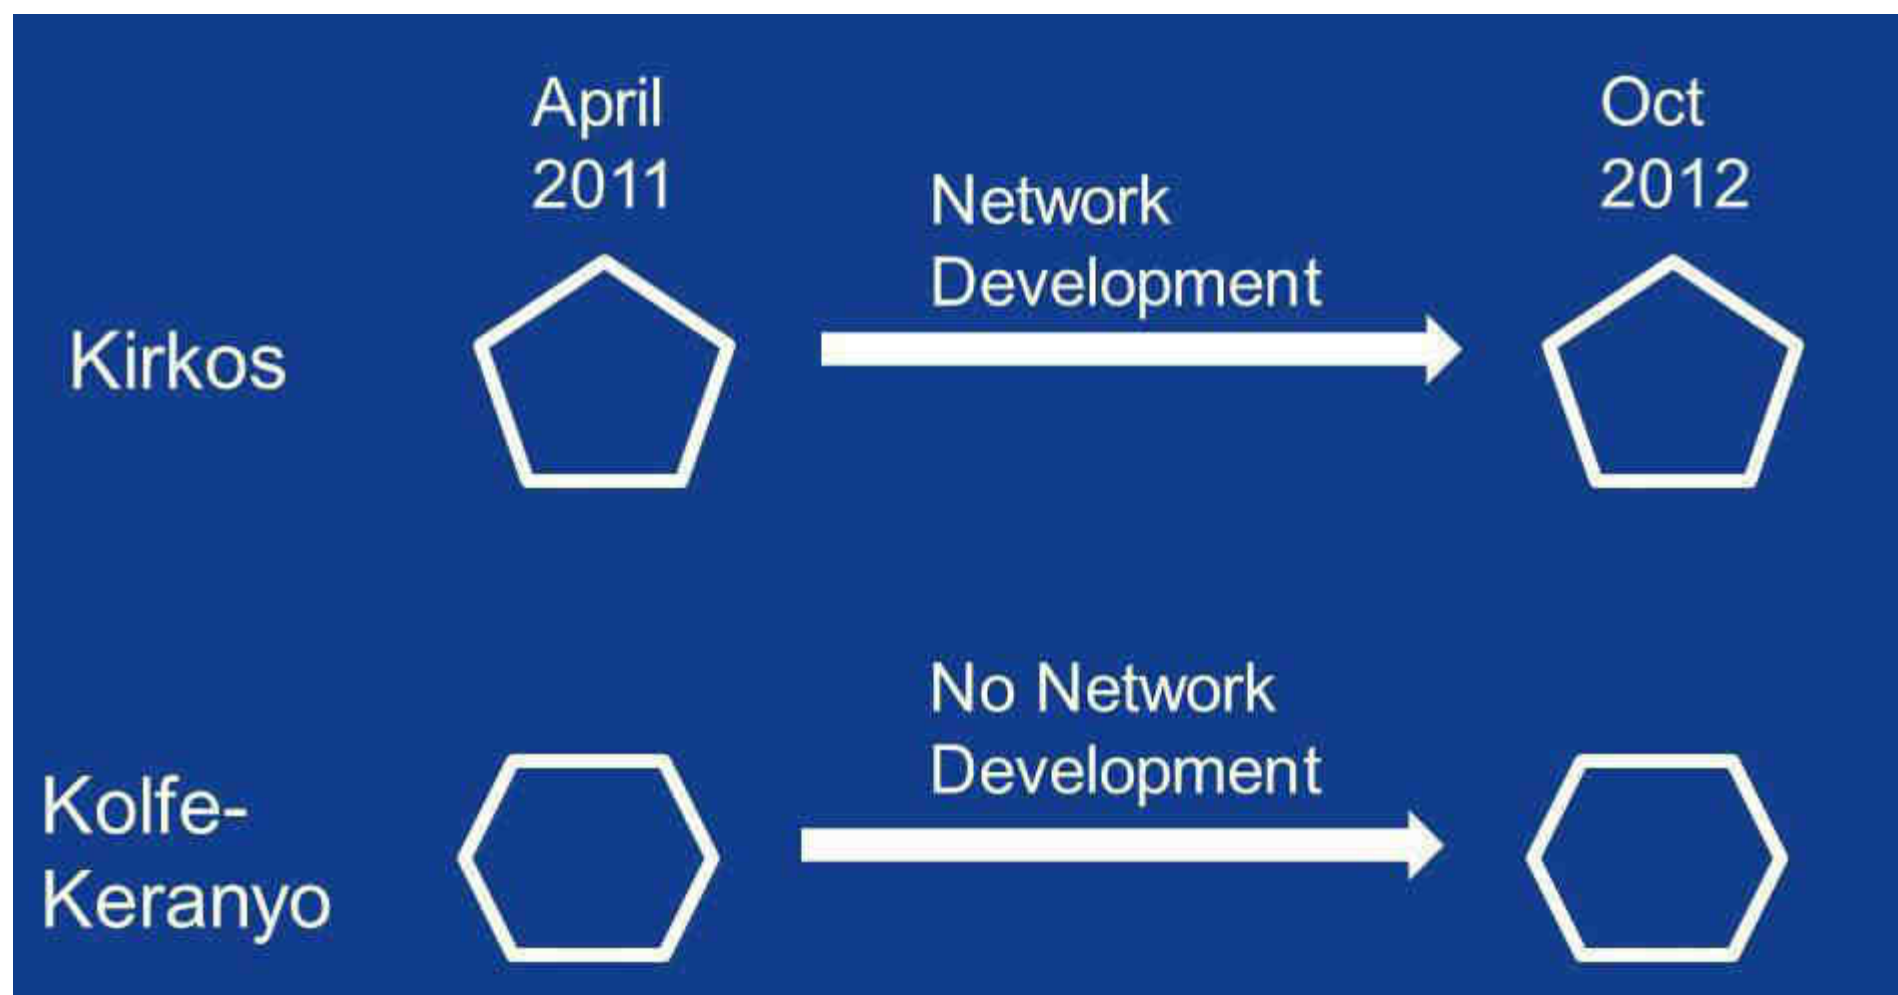 April
2011
Oct
2012
Network
Development
Kirkos
No Network
Development
Kolfe-
Keranyo